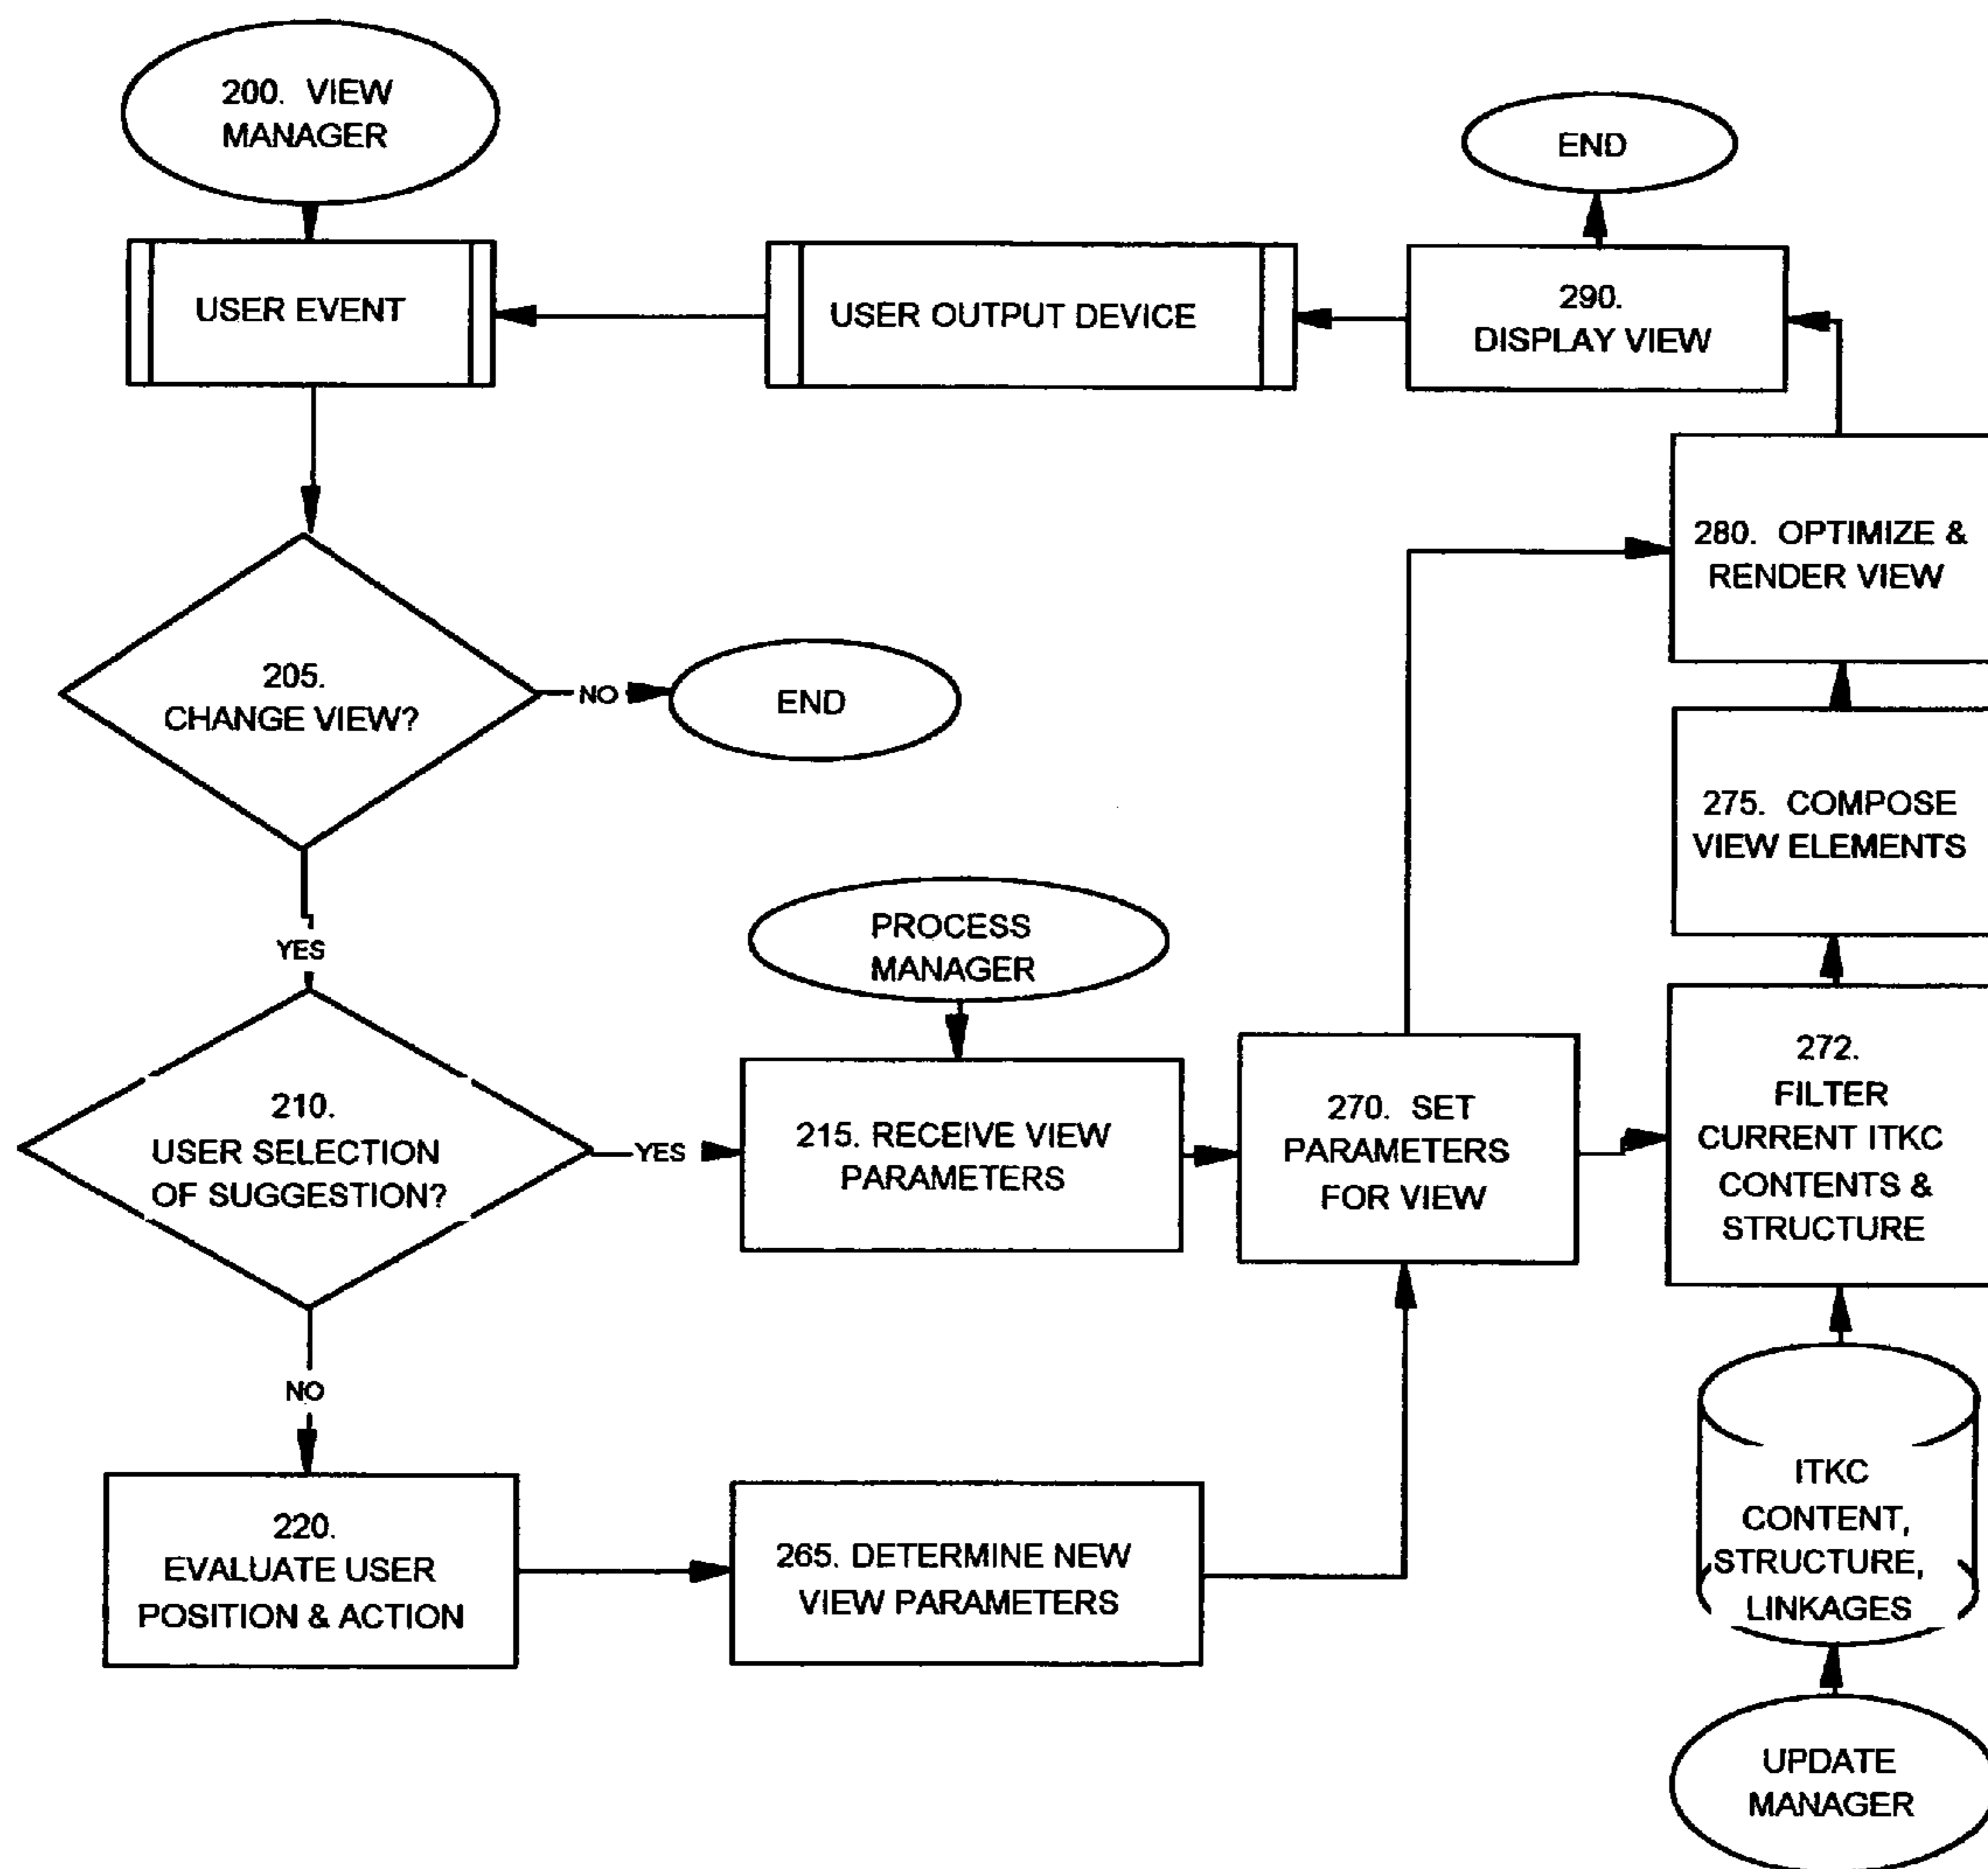 200. VIEW
MANAGER
END
USER EVENT
USER OUTPUT DEVICE
290.
DISPLAY VIEW
280. OPTIMIZE &
RENDER VIEW
205.
CHANGE VIEW?
NO
END
275. COMPOSE
VIEW ELEMENTS
YES
PROCESS
MANAGER
210.
USER SELECTION
OF SUGGESTION?
YES
215. RECEIVE VIEW
PARAMETERS
270. SET
PARAMETERS
FOR VIEW
272.
FILTER
CURRENT ITKC
CONTENTS &
STRUCTURE
NO
220.
EVALUATE USER
POSITION & ACTION
265. DETERMINE NEW
VIEW PARAMETERS
ITKC
CONTENT,
STRUCTURE,
LINKAGES
UPDATE
MANAGER